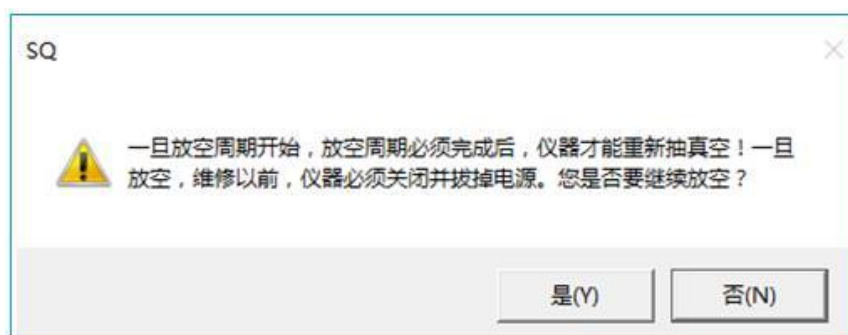 SQ
一旦放空周期开始，放空周期必须完成后，仪器才能重新抽真空！一旦
放空，维修以前，仪器必须关闭并拔掉电源。您是否要继续放空？
是(Y)
否(N)